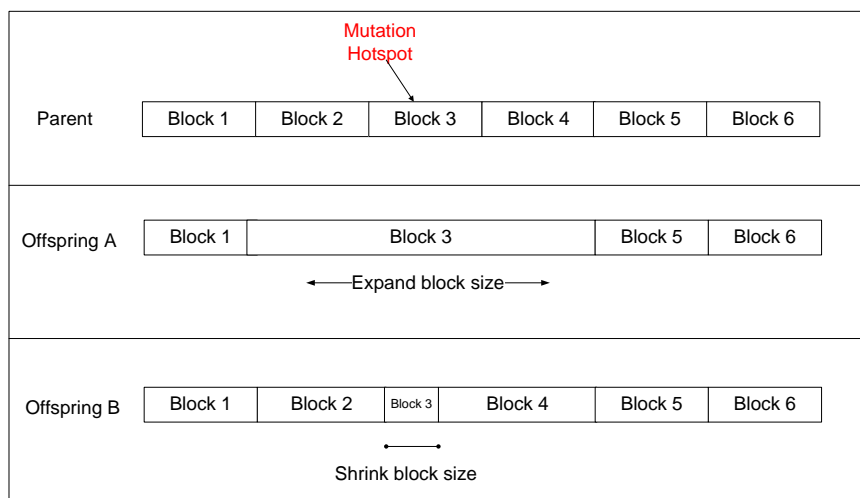 Mutation
Hotspot
Parent
Block 1 Block 2 Block 3 Block 4 Block 5 Block 6
Offspring A
Block 1 Block 3 Block 5 Block 6
Expand block size
Offspring B
Block 1 Block 2 Block 3 Block 4 Block 5 Block 6
Shrink block size